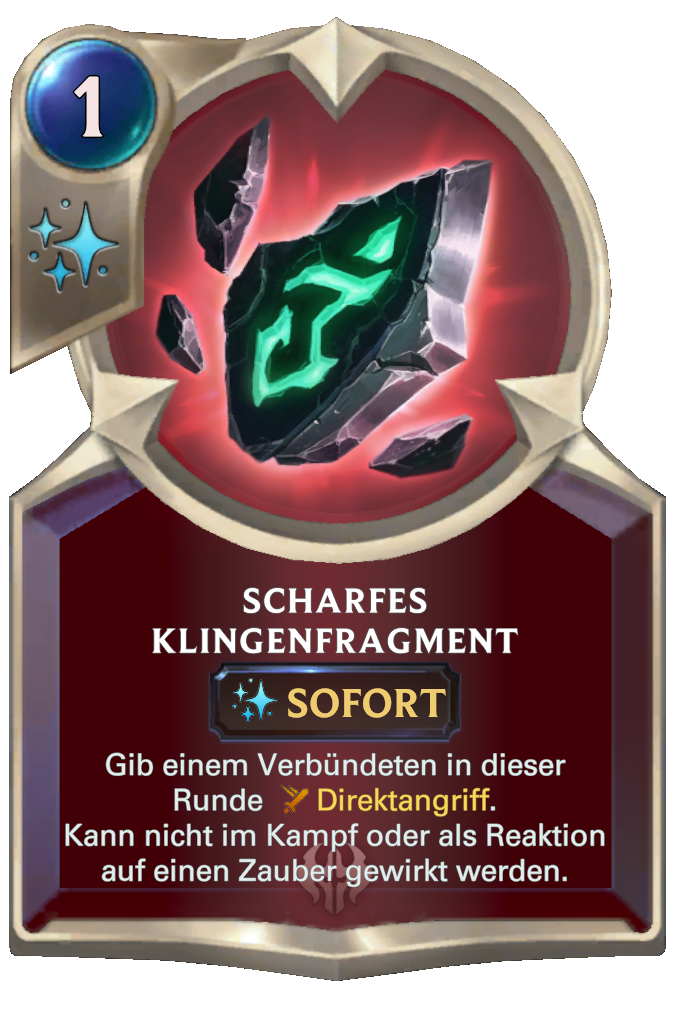 1
SCHARFES
KLINGENFRAGMENT
SOFORT
Gib einem Verbündeten in dieser
Runde Direktangriff.
Kann nicht im Kampf oder als Reaktion
auf einen Zauber gewirkt werden.